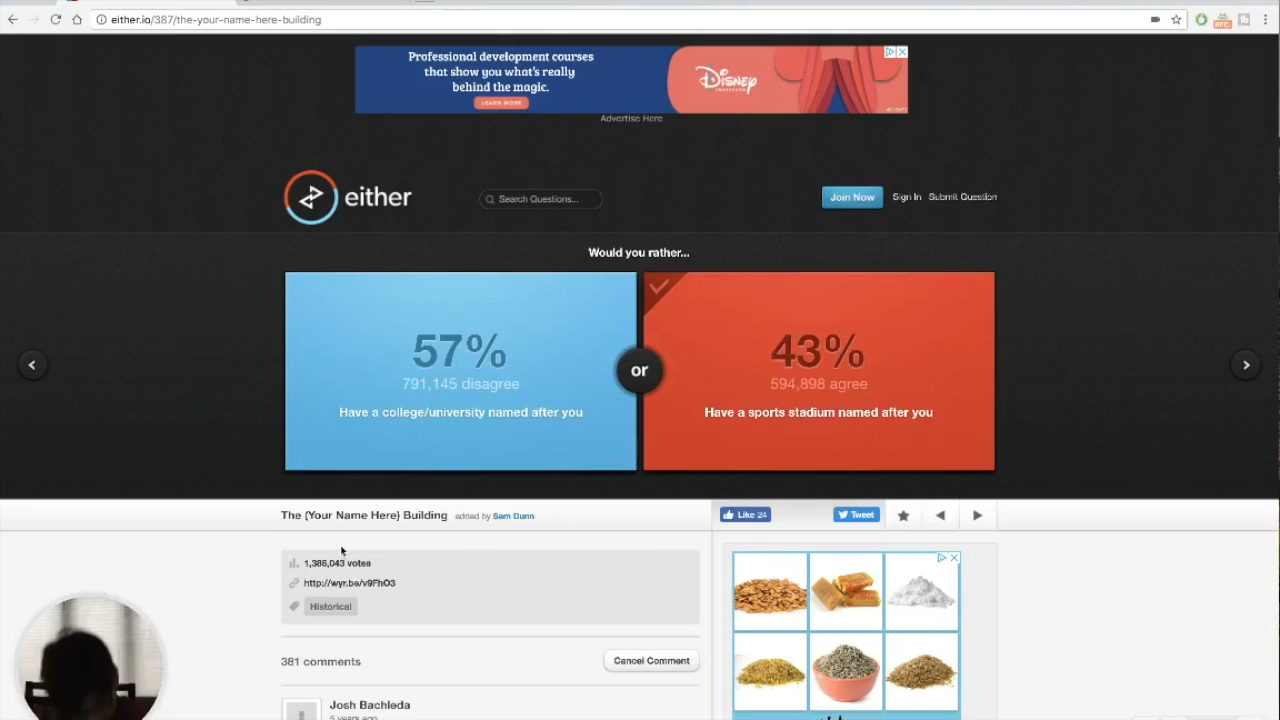 either.io/387/the-your-name-here-building
Professional development courses
that show you what's really
behind the magic.
LEARN MORE
Disney
INSTITUTE
Advertise Here
either
Search Questions...
Join Now
Sign In
Submit Question
Would you rather...
57%
791,145 disagree
Have a college/university named after you
or
43%
594,898 agree
Have a sports stadium named after you
The (Your Name Here) Building
added by Sam Dunn
Like 24
Tweet
1,386,043 votes
http://wyr.be/v9FhO3
Historical
381 comments
Cancel Comment
Josh Bachleda
5 years ago